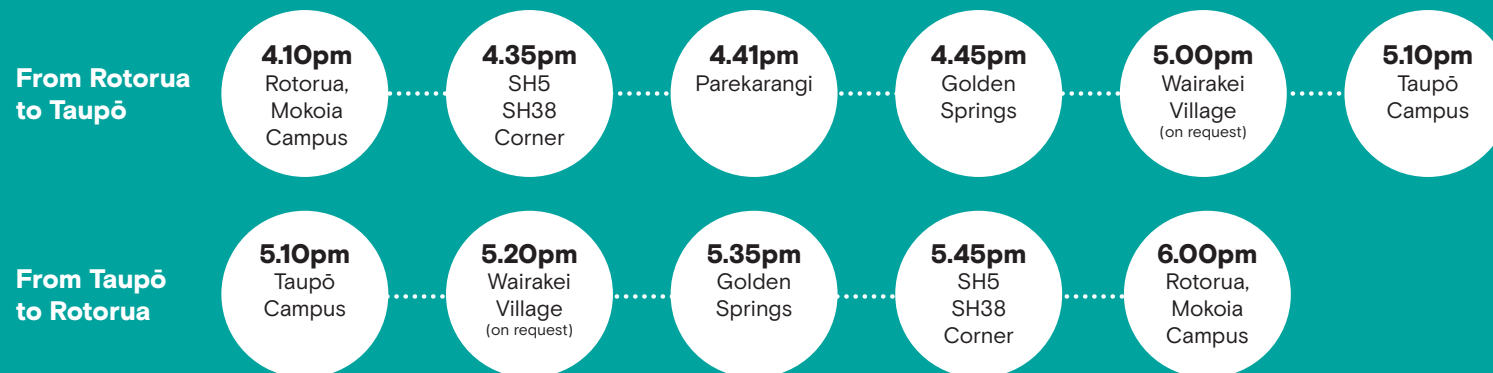 From Rotorua
to Taupō
4.10pm
Rotorua,
Mokoia
Campus
4.35pm
SH5
SH38
Corner
4.41pm
Parekarangi
4.45pm
Golden
Springs
5.00pm
Wairakei
Village
(on request)
5.10pm
Taupō
Campus
From Taupō
to Rotorua
5.10pm
Taupō
Campus
5.20pm
Wairakei
Village
(on request)
5.35pm
Golden
Springs
5.45pm
SH5
SH38
Corner
6.00pm
Rotorua,
Mokoia
Campus